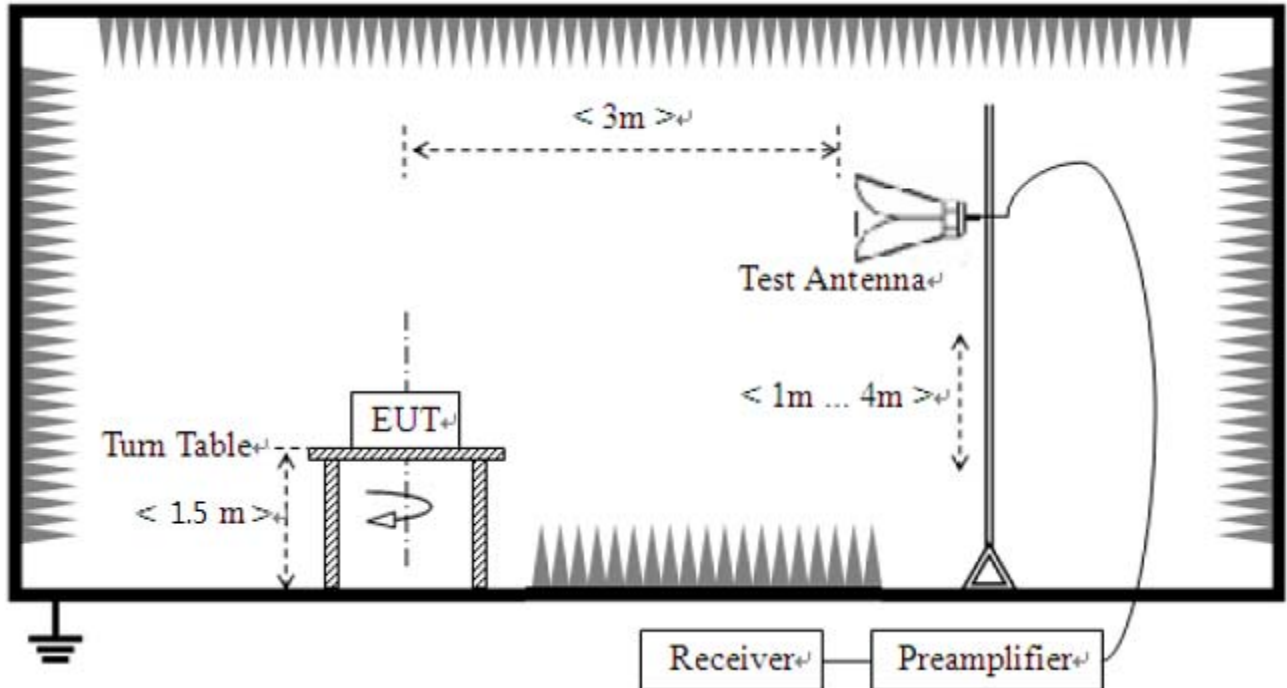 < 3m >↵
Test Antenna↵
< 1m ... 4m >↵
EUT↵
Turn Table↵
< 1.5 m >↵
Receiver↵
Preamplifier↵